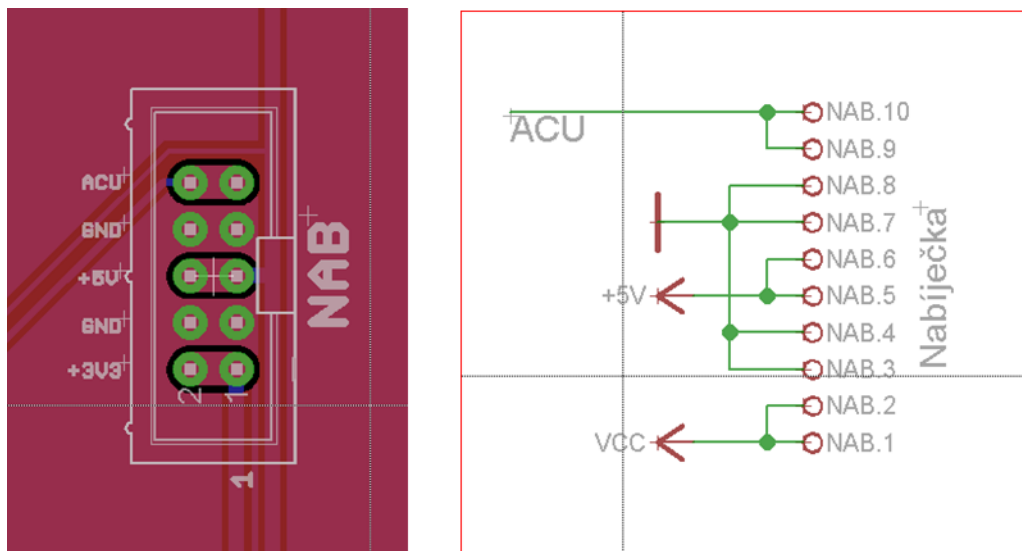 ACU
GND
+5V
GND
+3V3
2 1
1
NAB
ACU
NAB.10
NAB.9
NAB.8
NAB.7
NAB.6
+5V
NAB.5
NAB.4
NAB.3
NAB.2
VCC
NAB.1
Nabíječka